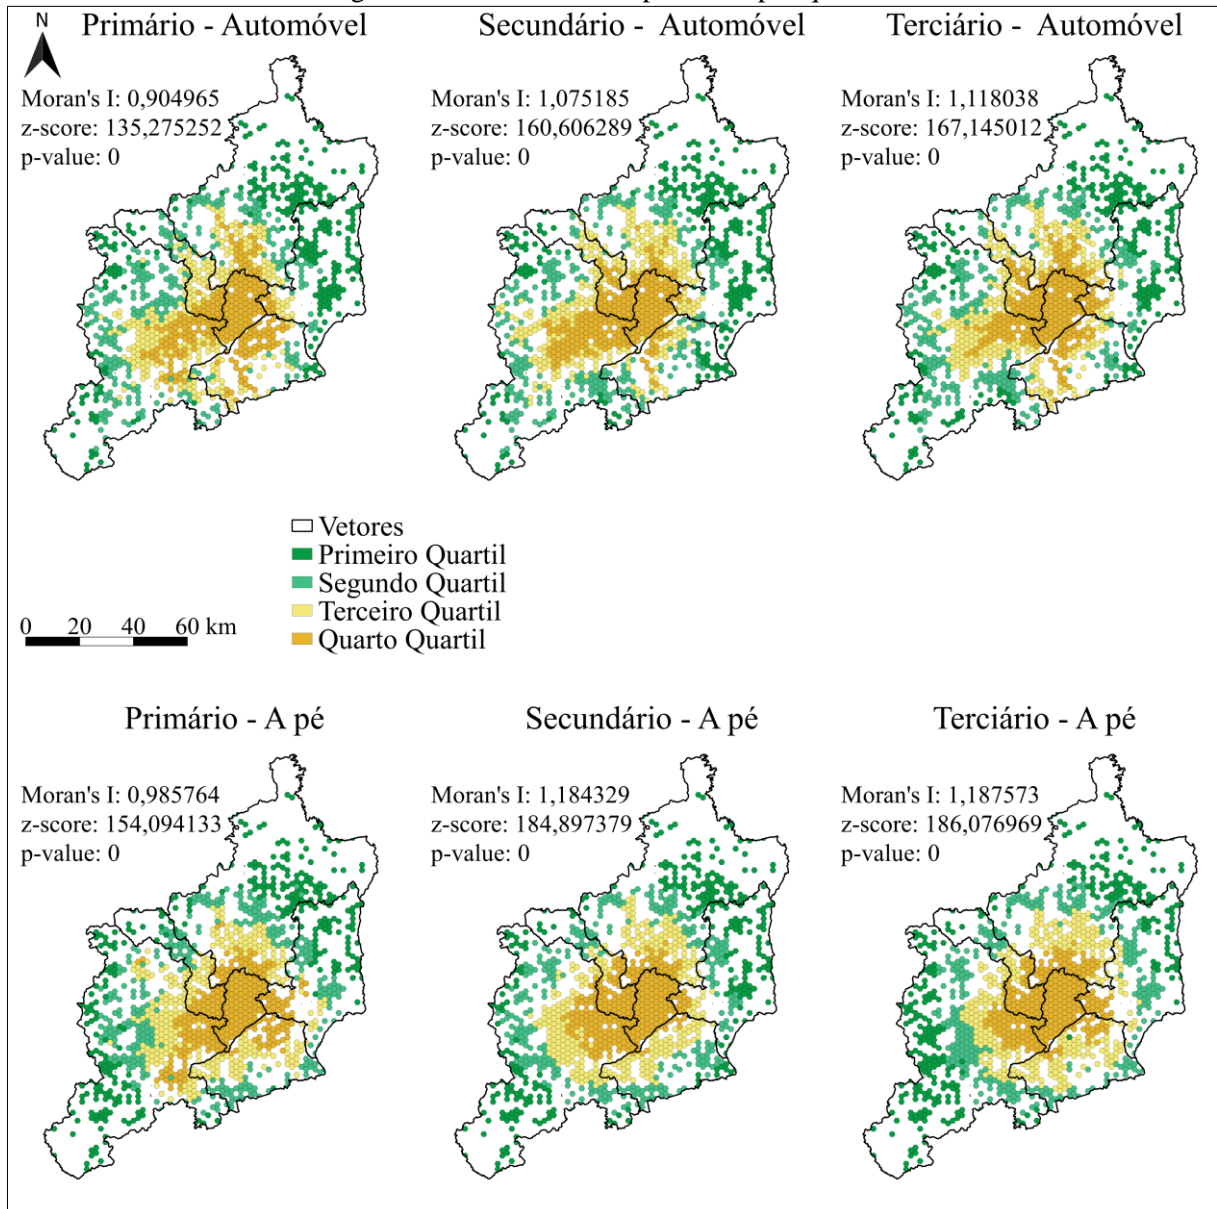 N
Primário - Automóvel
Moran's I: 0,904965
z-score: 135,275252
p-value: 0
Secundário - Automóvel
Moran's I: 1,075185
z-score: 160,606289
p-value: 0
Terciário - Automóvel
Moran's I: 1,118038
z-score: 167,145012
p-value: 0
Vetores
Primeiro Quartil
Segundo Quartil
Terceiro Quartil
Quarto Quartil
0 20 40 60 km
Primário - A pé
Moran's I: 0,985764
z-score: 154,094133
p-value: 0
Secundário - A pé
Moran's I: 1,184329
z-score: 184,897379
p-value: 0
Terciário - A pé
Moran's I: 1,187573
z-score: 186,076969
p-value: 0